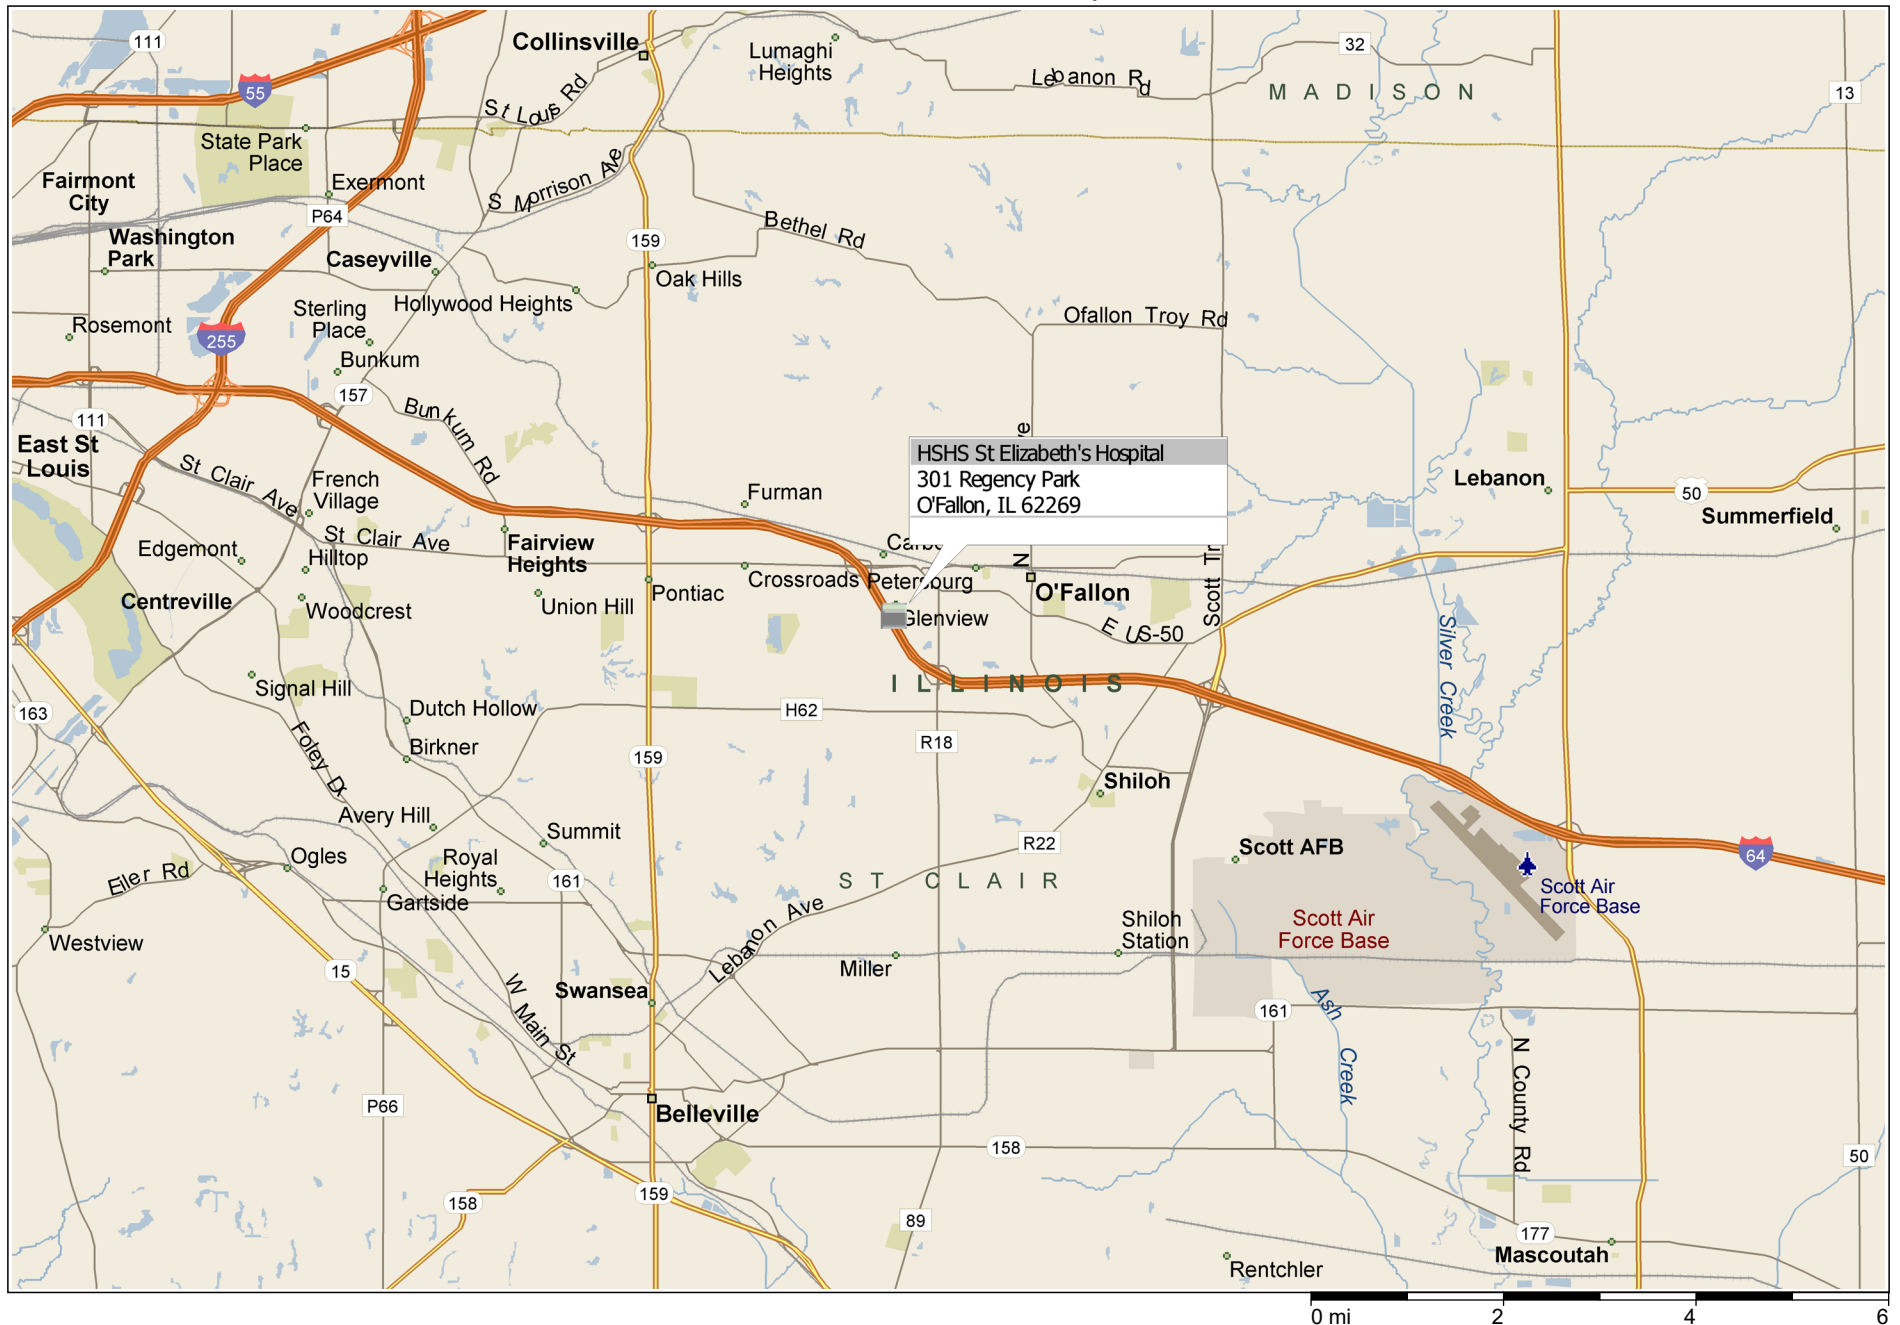 Collinsville
Lumaghi
Heights
111
32
Lebanon Rd
MADISON
13
55
St Louis Rd
State Park
Place
Fairmont
City
Exermont
S Morrison Ave
P64
Washington
Park
Caseyville
159
Bethel Rd
Oak Hills
Hollywood Heights
Sterling
Place
Rosemont
255
Bunkum
Ofallon Troy Rd
157
Bunkum Rd
111
East St
Louis
St Clair Ave
French
Village
HSHS St Elizabeth's Hospital
301 Regency Park
O'Fallon, IL 62269
Furman
Lebanon
50
Summerfield
St Clair Ave
Fairview
Heights
Edgemont
Hilltop
Crossroads
Petersburg
N
O'Fallon
Centreville
Woodcrest
Union Hill
Pontiac
Glenview
E US-50
Silver Creek
Signal Hill
ILLINOIS
163
Dutch Hollow
H62
Birkner
Foley Dr
R18
159
Shiloh
Avery Hill
Summit
R22
Scott AFB
64
Ogles
Royal
Heights
161
ST CLAIR
Scott Air
Force Base
Eiler Rd
Gartside
Lebanon Ave
Shiloh
Station
Scott Air
Force Base
Westview
15
Miller
W Main St
Swansea
161
Ash
Creek
N County Rd
P66
Belleville
158
50
158
159
89
177
Mascoutah
Rentchler
0 mi
2
4
6